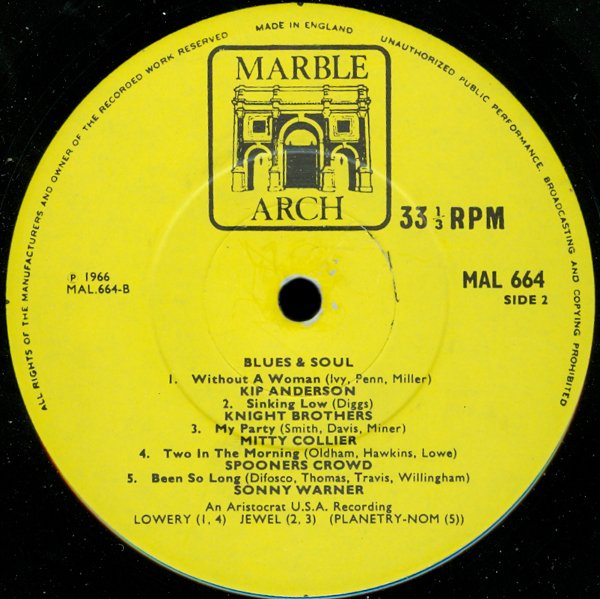 ALL RIGHTS OF THE MANUFACTURERS AND OWNER OF THE RECORDED WORK RESERVED
MADE IN ENGLAND
UNAUTHORIZED PUBLIC PERFORMANCE, BROADCASTING AND COPYING PROHIBITED
MARBLE
ARCH
33 1/3 RPM
℗ 1966
MAL.664-B
MAL 664
SIDE 2
BLUES & SOUL
1. Without A Woman (Ivy, Penn, Miller)
KIP ANDERSON
2. Sinking Low (Diggs)
KNIGHT BROTHERS
3. My Party (Smith, Davis, Miner)
MITTY COLLIER
4. Two In The Morning (Oldham, Hawkins, Lowe)
SPOONERS CROWD
5. Been So Long (Difosco, Thomas, Travis, Willingham)
SONNY WARNER
An Aristocrat U.S.A. Recording
LOWERY (1, 4) JEWEL (2, 3) (PLANETRY-NOM (5))